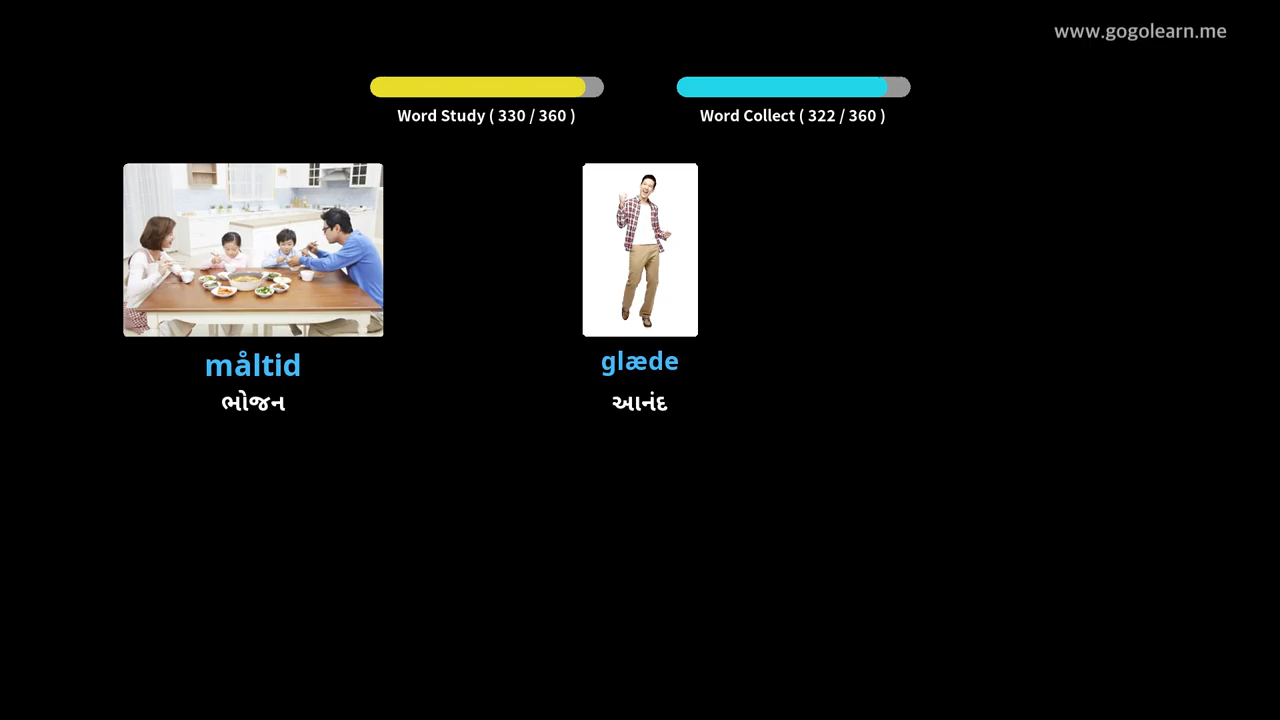 www.gogolearn.me
Word Study ( 330 / 360 )
Word Collect ( 322 / 360 )
måltid
ભોજન
glæde
આનંદ